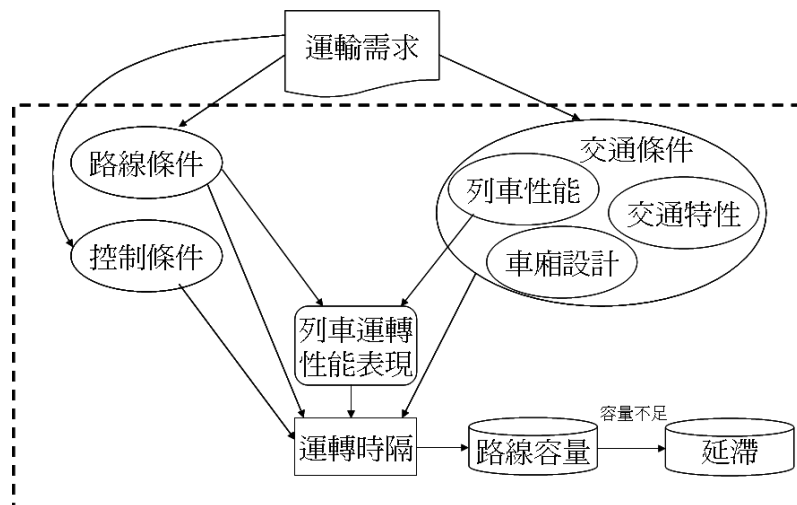 運輸需求
路線條件
交通條件
列車性能
交通特性
控制條件
車廂設計
列車運轉
性能表現
容量不足
運轉時隔
路線容量
延滯